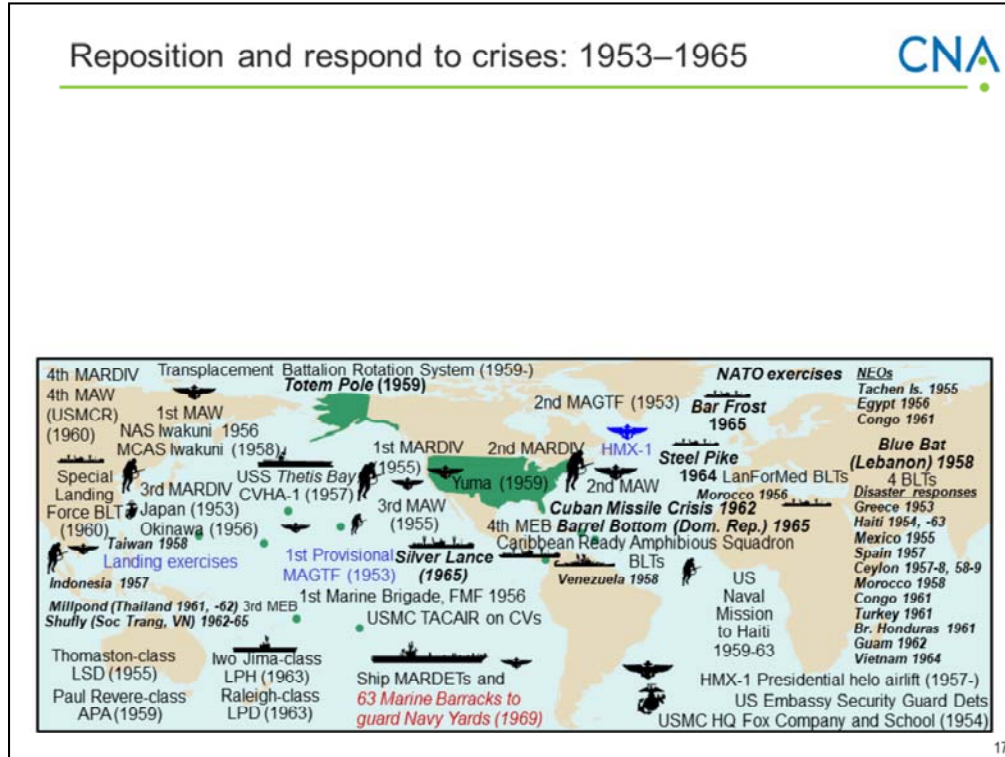 Reposition and respond to crises: 1953–1965
CNA
4th MARDIV
4th MAW
(USMCR)
(1960)
Transplacement Battalion Rotation System (1959-)
Totem Pole (1959)
1st MAW
NAS Iwakuni 1956
MCAS Iwakuni (1958)
Special
Landing
Force BLT
(1960)
3rd MARDIV
Japan (1953)
Okinawa (1956)
USS Thetis Bay
CVHA-1 (1957)
1st MARDIV
(1955)
3rd MAW
(1955)
Yuma (1959)
2nd MARDIV
2nd MAGTF (1953)
HMX-1
2nd MAW
NATO exercises
Bar Frost
1965
Steel Pike
1964
LanForMed BLTs
Morocco 1956
NEOs
Tachen Is. 1955
Egypt 1956
Congo 1961
Blue Bat
(Lebanon) 1958
4 BLTs
Disaster responses
Greece 1953
Haiti 1954, -63
Mexico 1955
Spain 1957
Ceylon 1957-8, 58-9
Morocco 1958
Congo 1961
Turkey 1961
Br. Honduras 1961
Guam 1962
Vietnam 1964
Cuban Missile Crisis 1962
4th MEB Barrel Bottom (Dom. Rep.) 1965
Caribbean Ready Amphibious Squadron
BLTs
Venezuela 1958
Taiwan 1958
Landing exercises
Indonesia 1957
1st Provisional
MAGTF (1953)
Silver Lance
(1965)
1st Marine Brigade, FMF 1956
USMC TACAIR on CVs
Millpond (Thailand 1961, -62) 3rd MEB
Shufly (Soc Trang, VN) 1962-65
US
Naval
Mission
to Haiti
1959-63
Thomaston-class
LSD (1955)
Paul Revere-class
APA (1959)
Iwo Jima-class
LPH (1963)
Raleigh-class
LPD (1963)
Ship MARDETs and
63 Marine Barracks to
guard Navy Yards (1969)
HMX-1 Presidential helo airlift (1957-)
US Embassy Security Guard Dets
USMC HQ Fox Company and School (1954)
17